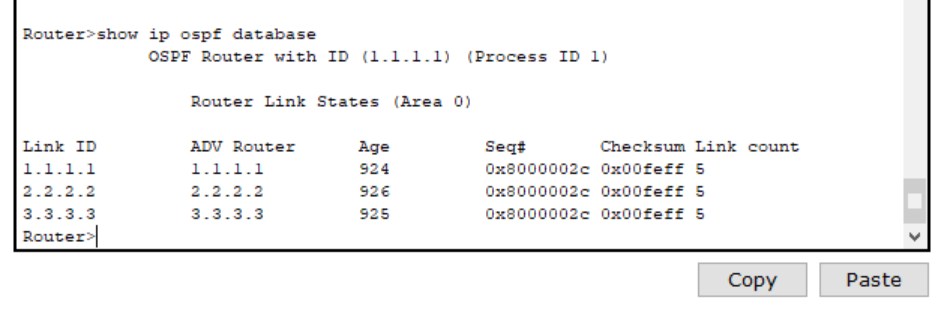 Router>show ip ospf database
OSPF Router with ID (1.1.1.1) (Process ID 1)
Router Link States (Area 0)
Link ID ADV Router Age Seq# Checksum Link count
1.1.1.1 1.1.1.1 924 0x8000002c 0x00feff 5
2.2.2.2 2.2.2.2 926 0x8000002c 0x00feff 5
3.3.3.3 3.3.3.3 925 0x8000002c 0x00feff 5
Router>
Copy Paste